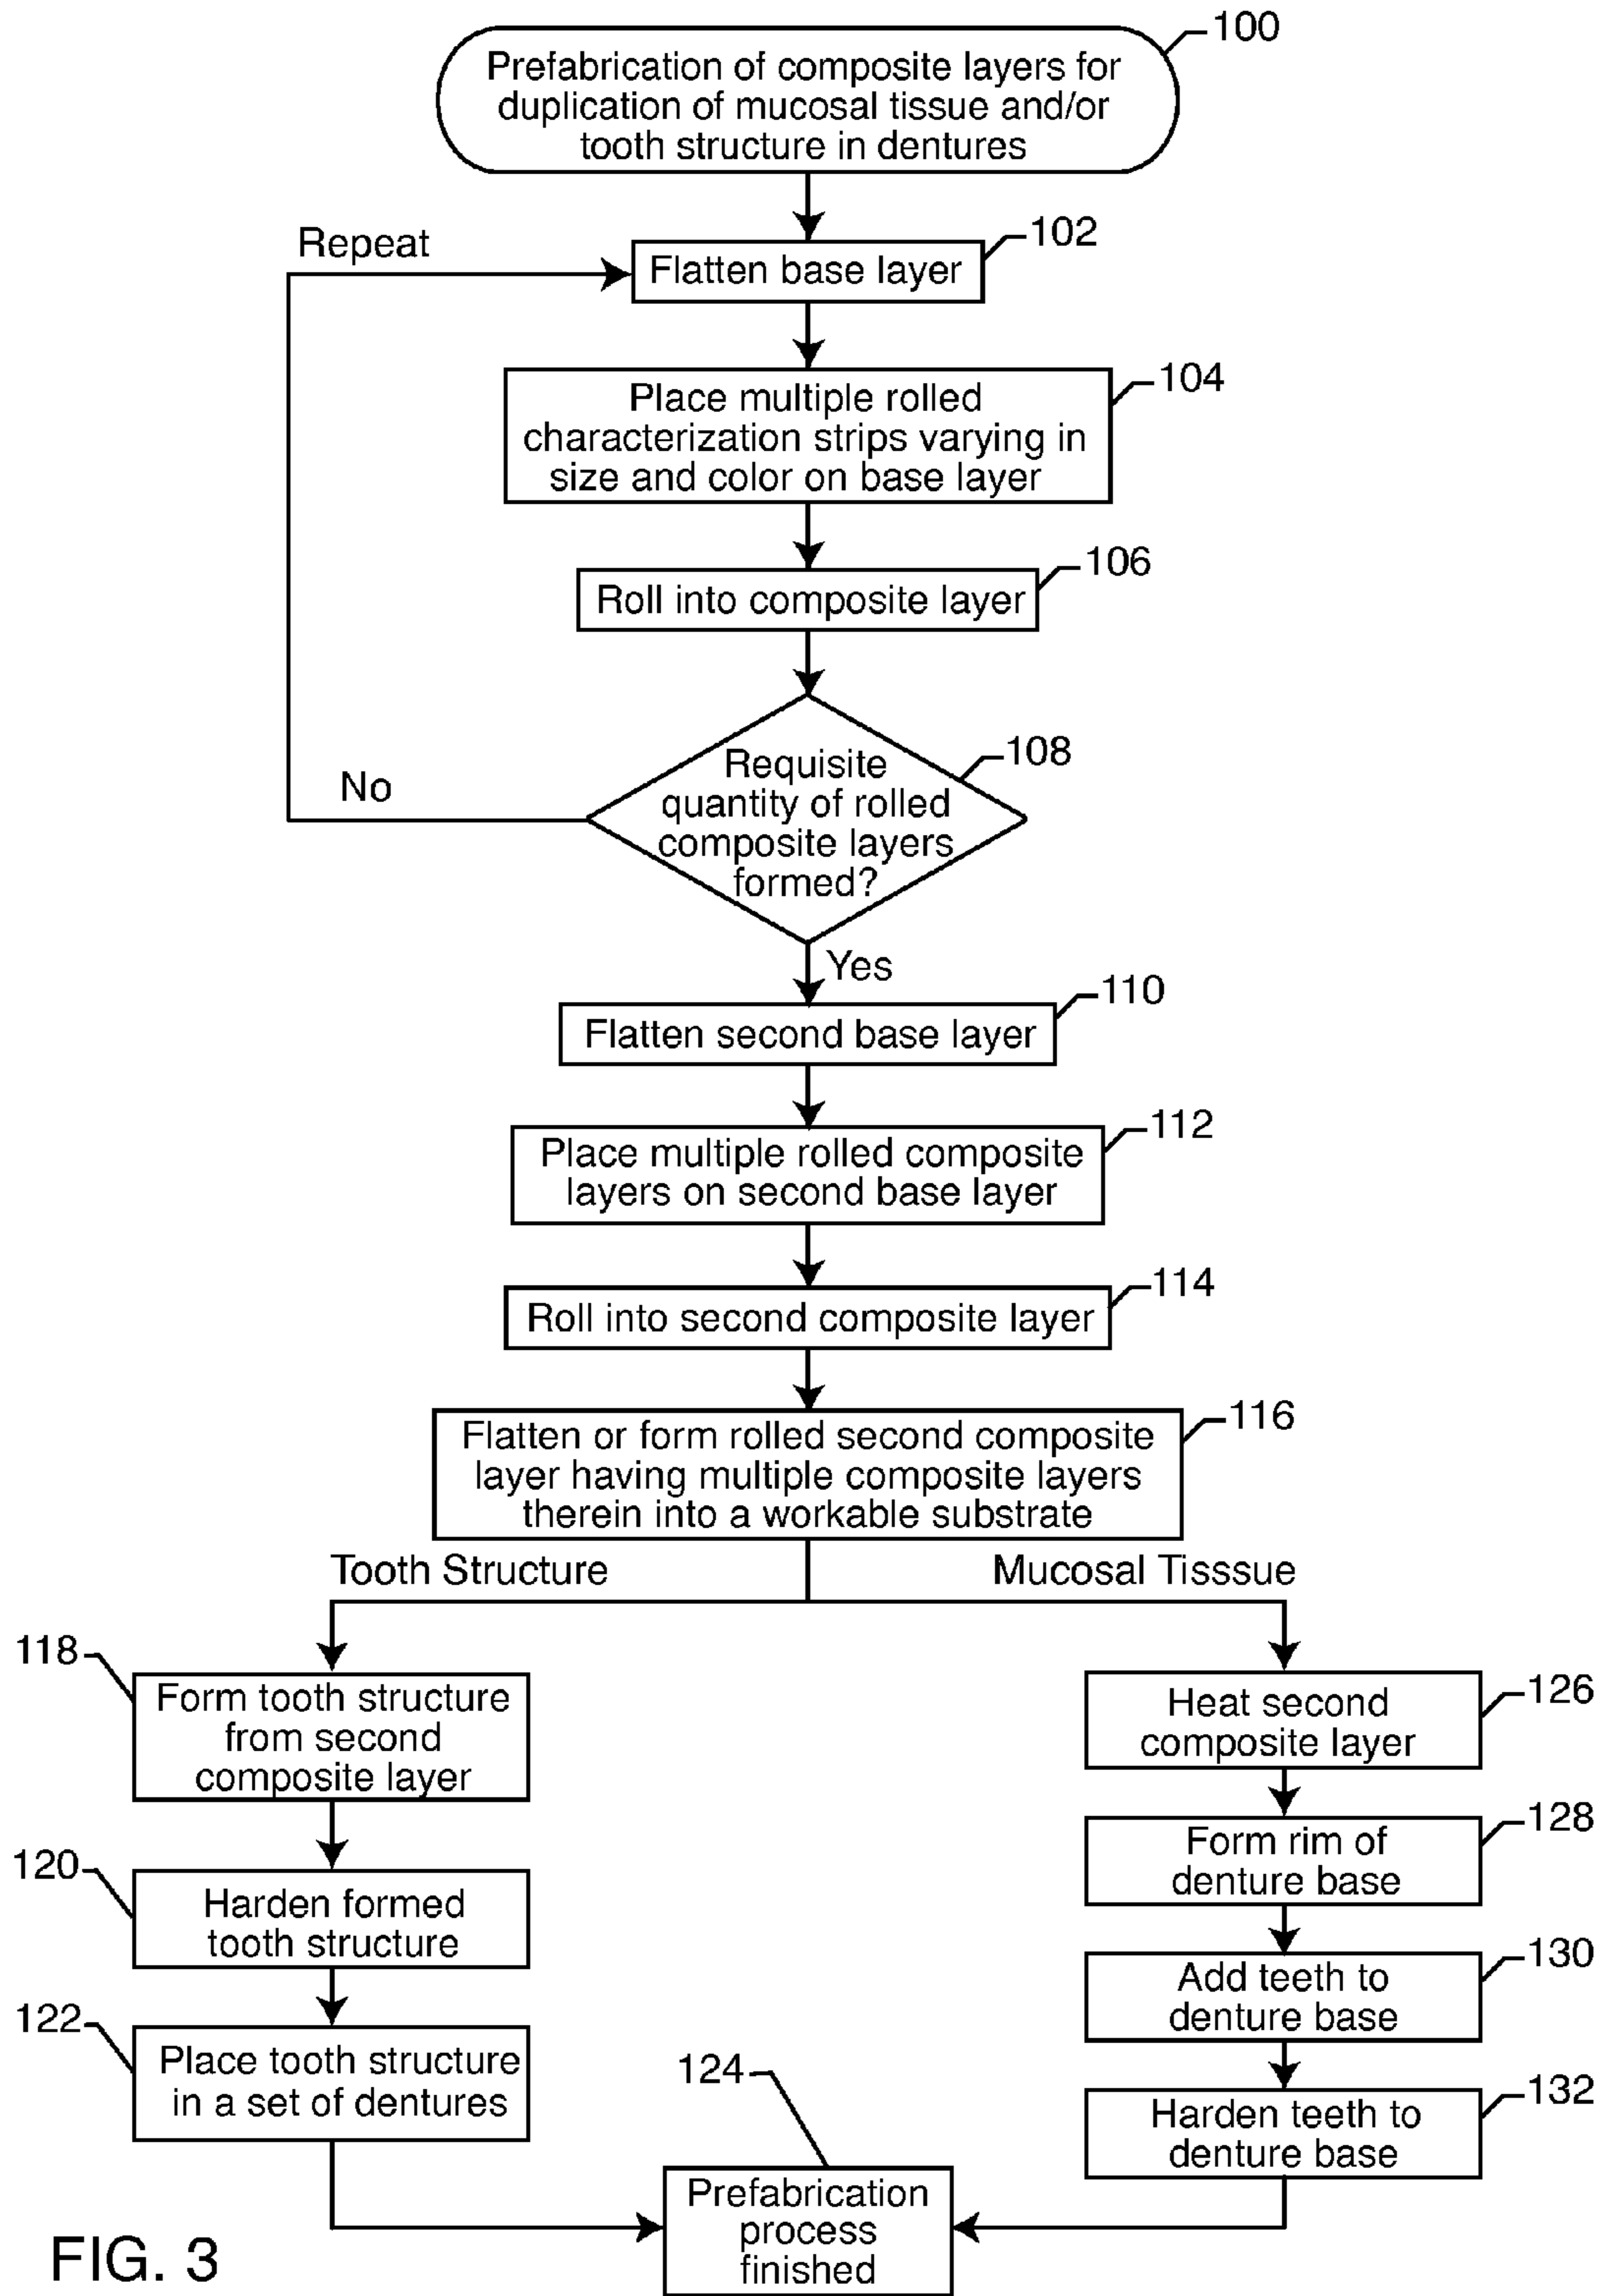 100
Prefabrication of composite layers for
duplication of mucosal tissue and/or
tooth structure in dentures
Repeat
102
Flatten base layer
104
Place multiple rolled
characterization strips varying in
size and color on base layer
106
Roll into composite layer
108
Requisite
quantity of rolled
composite layers
formed?
No
Yes
110
Flatten second base layer
112
Place multiple rolled composite
layers on second base layer
114
Roll into second composite layer
116
Flatten or form rolled second composite
layer having multiple composite layers
therein into a workable substrate
Tooth Structure
Mucosal Tisssue
118
Form tooth structure
from second
composite layer
120
Harden formed
tooth structure
122
Place tooth structure
in a set of dentures
126
Heat second
composite layer
128
Form rim of
denture base
130
Add teeth to
denture base
132
Harden teeth to
denture base
124
Prefabrication
process
finished
FIG. 3